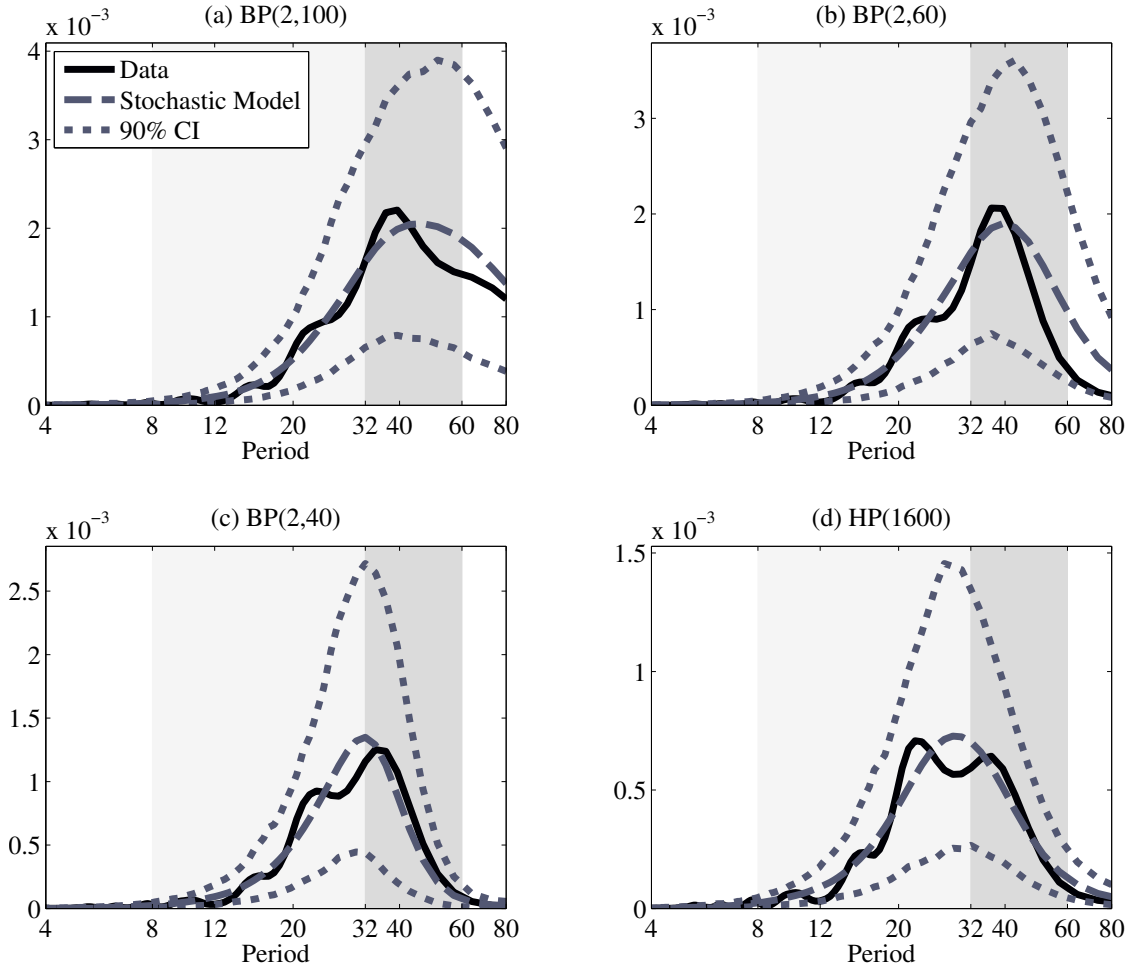 (a) BP(2,100)
x 10⁻³
4
3
2
1
0
Data
Stochastic Model
90% CI
4 8 12 20 32 40 60 80
Period
(b) BP(2,60)
x 10⁻³
3
2
1
0
4 8 12 20 32 40 60 80
Period
(c) BP(2,40)
x 10⁻³
2.5
2
1.5
1
0.5
0
4 8 12 20 32 40 60 80
Period
(d) HP(1600)
x 10⁻³
1.5
1
0.5
0
4 8 12 20 32 40 60 80
Period